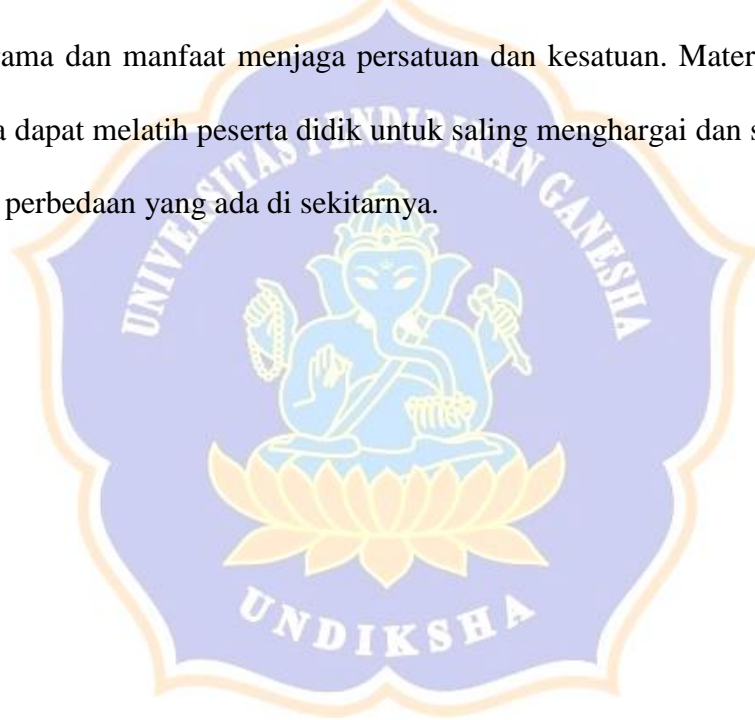 ama dan manfaat menjaga persatuan dan kesatuan. Mater
dapat melatih peserta didik untuk saling menghargai dan s
perbedaan yang ada di sekitarnya.
UNIVERSITAS PENDIDIKAN GANESHA
UNDIKSHA